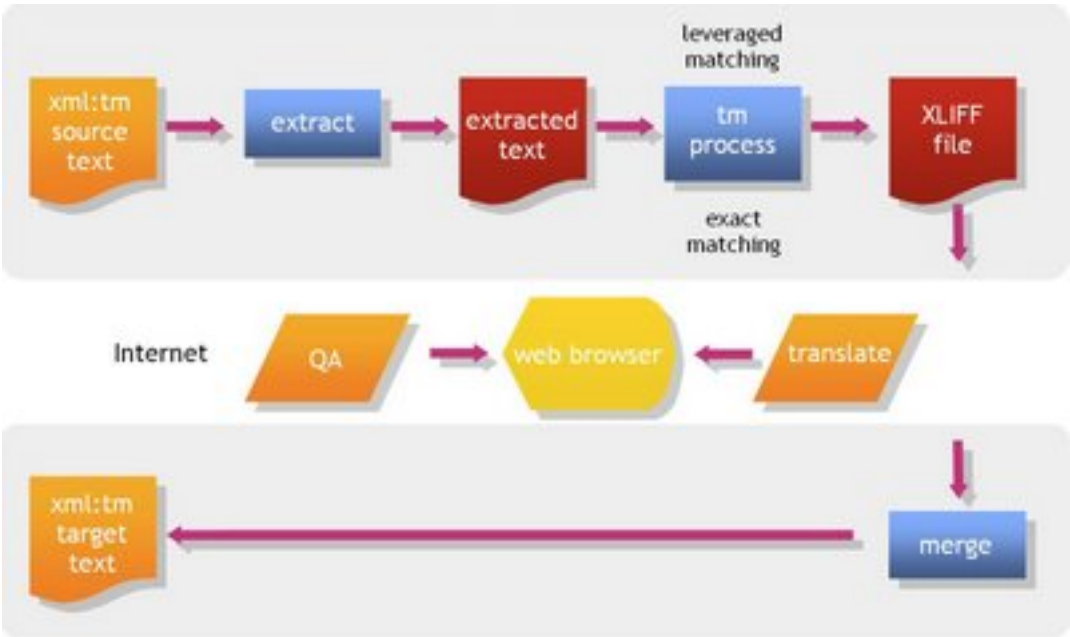 leveraged
matching
xml:tm
source
text
extract
extracted
text
tm
process
XLIFF
file
exact
matching
Internet
QA
web browser
translate
xml:tm
target
text
merge